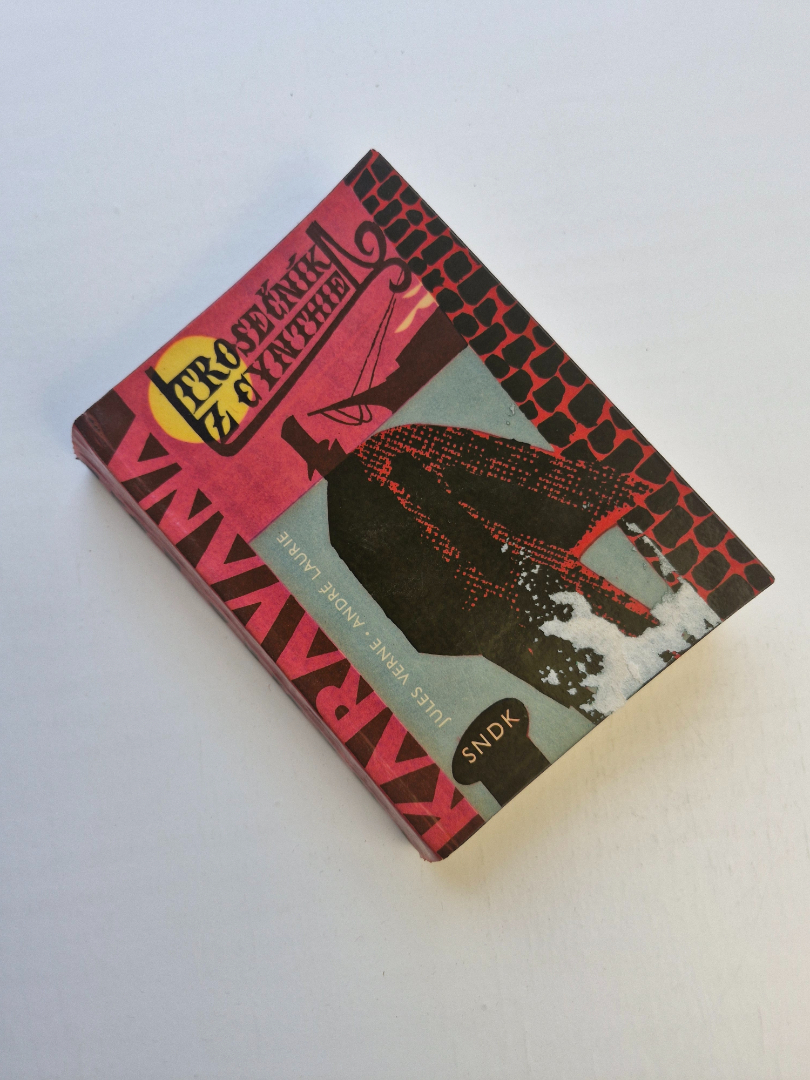 TROSEČNÍK
Z CYNTHIE
JULES VERNE · ANDRÉ LAURIE
KARAVANA
SNDK